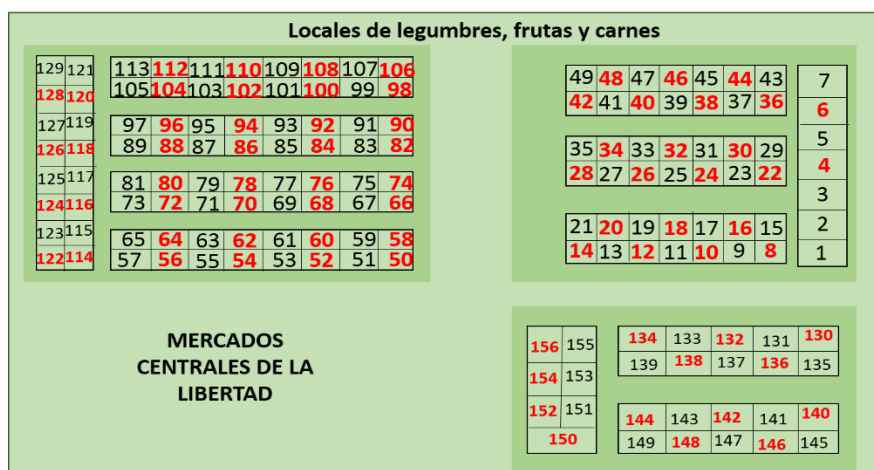 Locales de legumbres, frutas y carnes
129 121
128 120
127 119
126 118
125 117
124 116
123 115
122 114
113 112 111 110 109 108 107 106
105 104 103 102 101 100 99 98
97 96 95 94 93 92 91 90
89 88 87 86 85 84 83 82
81 80 79 78 77 76 75 74
73 72 71 70 69 68 67 66
65 64 63 62 61 60 59 58
57 56 55 54 53 52 51 50
49 48 47 46 45 44 43
42 41 40 39 38 37 36
35 34 33 32 31 30 29
28 27 26 25 24 23 22
21 20 19 18 17 16 15
14 13 12 11 10 9 8
7
6
5
4
3
2
1
MERCADOS
CENTRALES DE LA
LIBERTAD
156 155
154 153
152 151
150
134 133 132 131 130
139 138 137 136 135
144 143 142 141 140
149 148 147 146 145